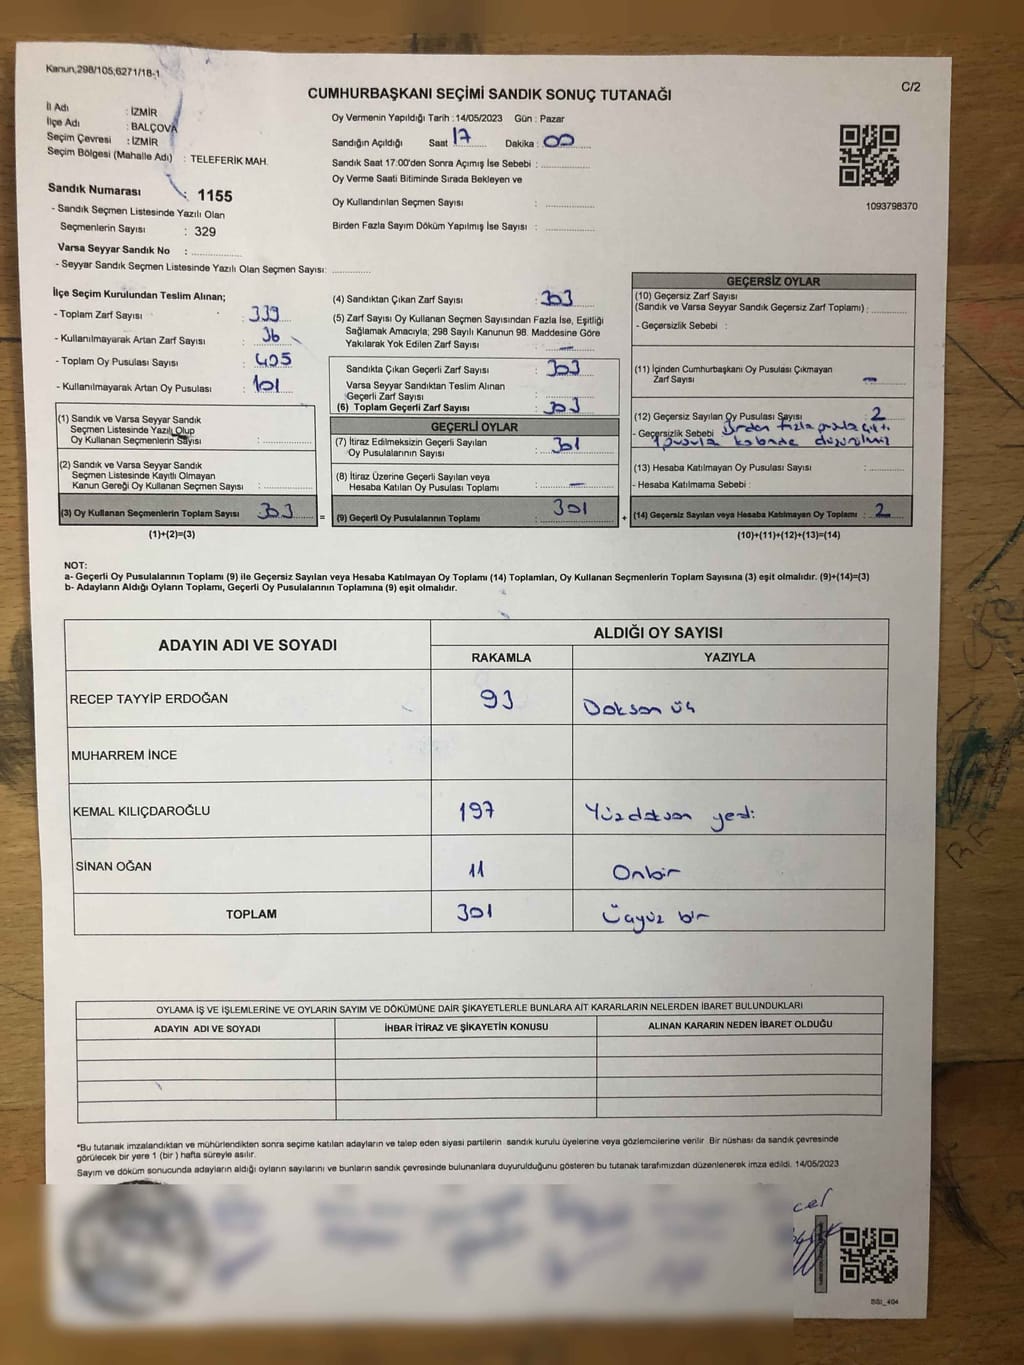 Kanun,298/105,6271/18-1
C/2
CUMHURBAŞKANI SEÇİMİ SANDIK SONUÇ TUTANAĞI
İl Adı : İZMİR
İlçe Adı : BALÇOVA
Seçim Çevresi : İZMİR
Seçim Bölgesi (Mahalle Adı) : TELEFERİK MAH.
Sandık Numarası : 1155
- Sandık Seçmen Listesinde Yazılı Olan
Seçmenlerin Sayısı : 329
Varsa Seyyar Sandık No :
- Seyyar Sandık Seçmen Listesinde Yazılı Olan Seçmen Sayısı:
Oy Vermenin Yapıldığı Tarih :14/05/2023 Gün : Pazar
Sandığın Açıldığı Saat 17 Dakika : 00
Sandık Saat 17:00'den Sonra Açımış İse Sebebi :
Oy Verme Saati Bitiminde Sırada Bekleyen ve
Oy Kullandırılan Seçmen Sayısı :
Birden Fazla Sayım Döküm Yapılmış İse Sayısı :
1093798370
İlçe Seçim Kurulundan Teslim Alınan;
- Toplam Zarf Sayısı : 339
- Kullanılmayarak Artan Zarf Sayısı : 36
- Toplam Oy Pusulası Sayısı : 405
- Kullanılmayarak Artan Oy Pusulası : 101
(1) Sandık ve Varsa Seyyar Sandık
Seçmen Listesinde Yazılı Olup
Oy Kullanan Seçmenlerin Sayısı :
(2) Sandık ve Varsa Seyyar Sandık
Seçmen Listesinde Kayıtlı Olmayan
Kanun Gereği Oy Kullanan Seçmen Sayısı :
(3) Oy Kullanan Seçmenlerin Toplam Sayısı : 303
(1)+(2)=(3)
(4) Sandıktan Çıkan Zarf Sayısı : 303
(5) Zarf Sayısı Oy Kullanan Seçmen Sayısından Fazla İse, Eşitliği
Sağlamak Amacıyla; 298 Sayılı Kanunun 98. Maddesine Göre
Yakılarak Yok Edilen Zarf Sayısı : —
Sandıkta Çıkan Geçerli Zarf Sayısı : 303
Varsa Seyyar Sandıktan Teslim Alınan
Geçerli Zarf Sayısı :
(6) Toplam Geçerli Zarf Sayısı : 303
GEÇERLİ OYLAR
(7) İtiraz Edilmeksizin Geçerli Sayılan
Oy Pusulalarının Sayısı : 301
(8) İtiraz Üzerine Geçerli Sayılan veya
Hesaba Katılan Oy Pusulası Toplamı : —
=
(9) Geçerli Oy Pusulalarının Toplamı : 301
+
GEÇERSİZ OYLAR
(10) Geçersiz Zarf Sayısı
(Sandık ve Varsa Seyyar Sandık Geçersiz Zarf Toplamı) :
- Geçersizlik Sebebi :
(11) İçinden Cumhurbaşkanı Oy Pusulası Çıkmayan
Zarf Sayısı : —
(12) Geçersiz Sayılan Oy Pusulası Sayısı : 2
- Geçersizlik Sebebi : Birden fazla pusula çıktı
1 pusula
(13) Hesaba Katılmayan Oy Pusulası Sayısı :
- Hesaba Katılmama Sebebi :
(14) Geçersiz Sayılan veya Hesaba Katılmayan Oy Toplamı : 2
(10)+(11)+(12)+(13)=(14)
NOT:
a- Geçerli Oy Pusulalarının Toplamı (9) ile Geçersiz Sayılan veya Hesaba Katılmayan Oy Toplamı (14) Toplamları, Oy Kullanan Seçmenlerin Toplam Sayısına (3) eşit olmalıdır. (9)+(14)=(3)
b- Adayların Aldığı Oyların Toplamı, Geçerli Oy Pusulalarının Toplamına (9) eşit olmalıdır.
ADAYIN ADI VE SOYADI
ALDIĞI OY SAYISI
RAKAMLA YAZIYLA
RECEP TAYYİP ERDOĞAN 93 Doksan üç
MUHARREM İNCE
KEMAL KILIÇDAROĞLU 197 Yüzdoksan yedi
SİNAN OĞAN 11 Onbir
TOPLAM 301 Üçyüz bir
OYLAMA İŞ VE İŞLEMLERİNE VE OYLARIN SAYIM VE DÖKÜMÜNE DAİR ŞİKAYETLERLE BUNLARA AİT KARARLARIN NELERDEN İBARET BULUNDUKLARI
ADAYIN ADI VE SOYADI İHBAR İTİRAZ VE ŞİKAYETİN KONUSU ALINAN KARARIN NEDEN İBARET OLDUĞU
*Bu tutanak imzalandıktan ve mühürlendikten sonra seçime katılan adayların ve talep eden siyasi partilerin sandık kurulu üyelerine veya gözlemcilerine verilir. Bir nüshası da sandık çevresinde
görülecek bir yere 1 (bir ) hafta süreyle asılır.
Sayım ve döküm sonucunda adayların aldığı oyların sayılarını ve bunların sandık çevresinde bulunanlara duyurulduğunu gösteren bu tutanak tarafımızdan düzenlenerek imza edildi. 14/05/2023